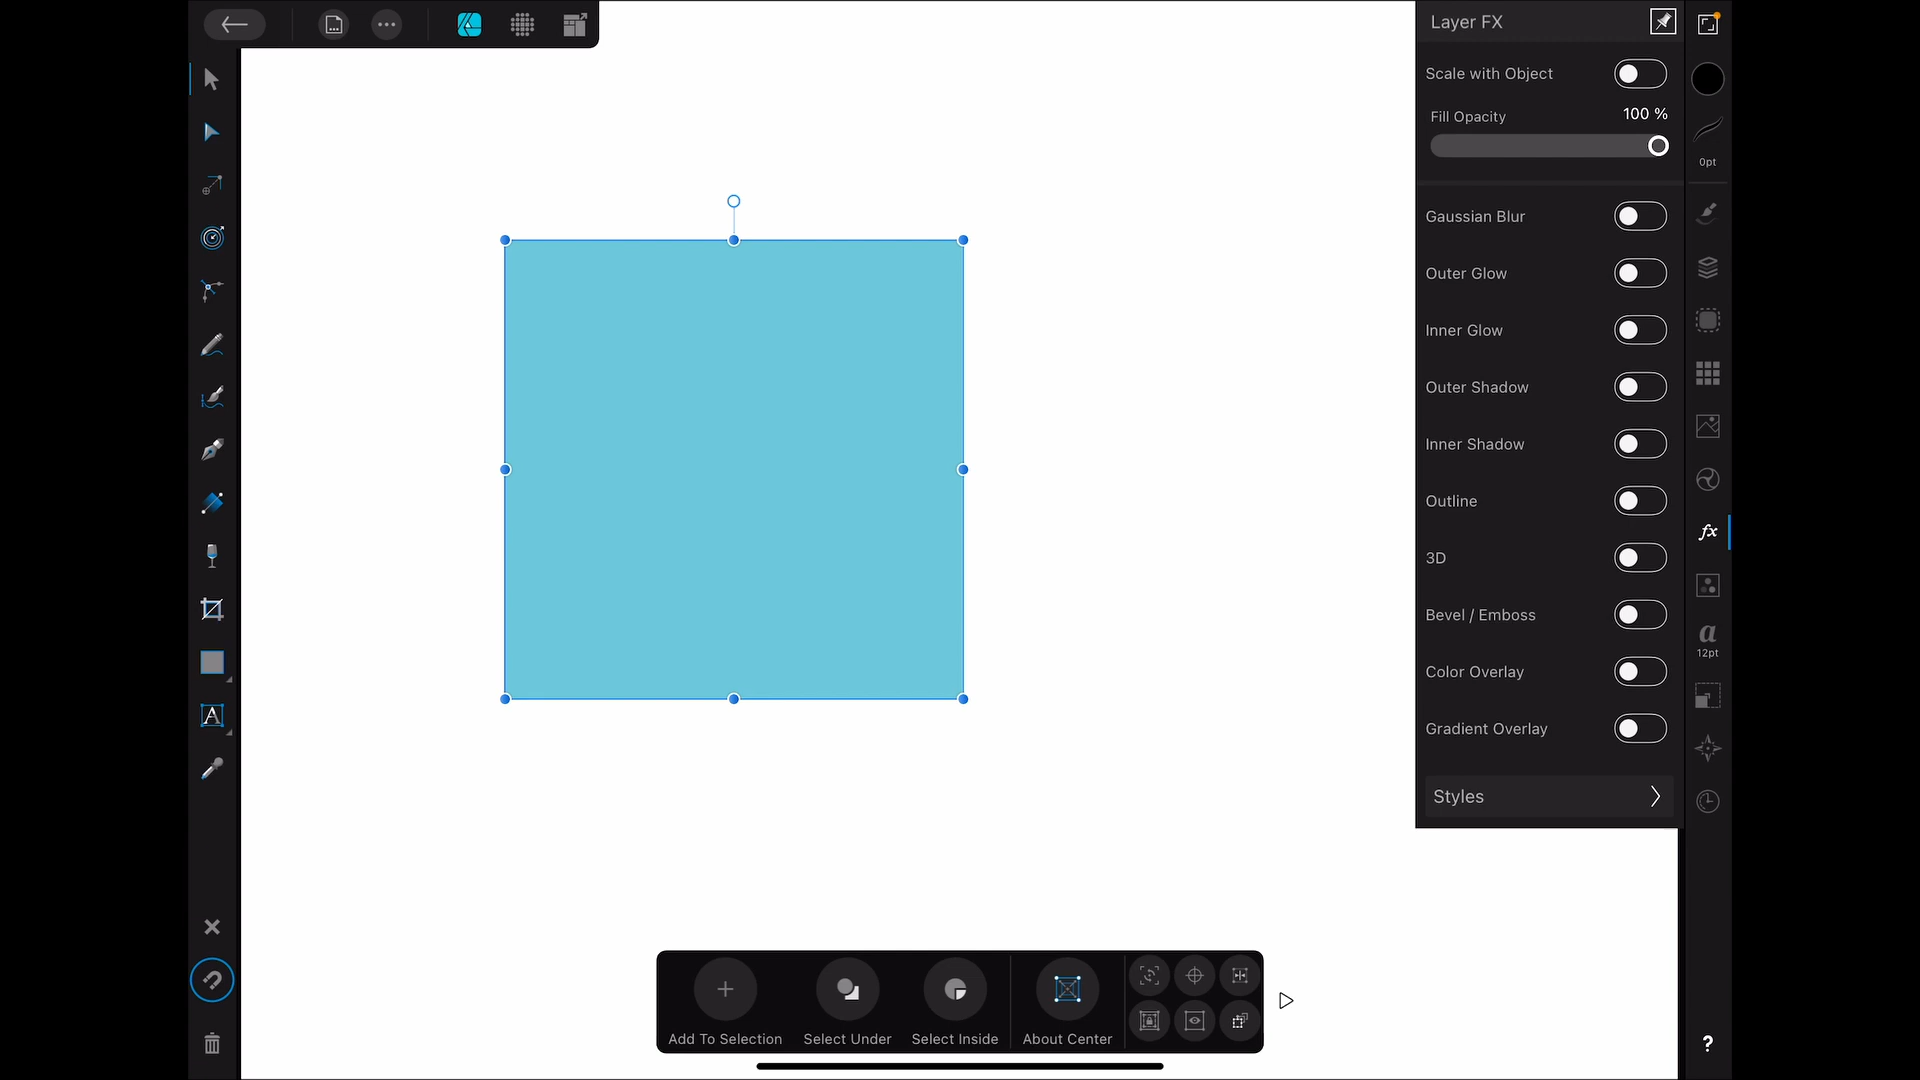 Layer FX
Scale with Object
Fill Opacity 100 %
0pt
Gaussian Blur
Outer Glow
Inner Glow
Outer Shadow
Inner Shadow
Outline
3D
fx
Bevel / Emboss
a
12pt
Color Overlay
Gradient Overlay
Styles
A
Add To Selection
Select Under
Select Inside
About Center
?